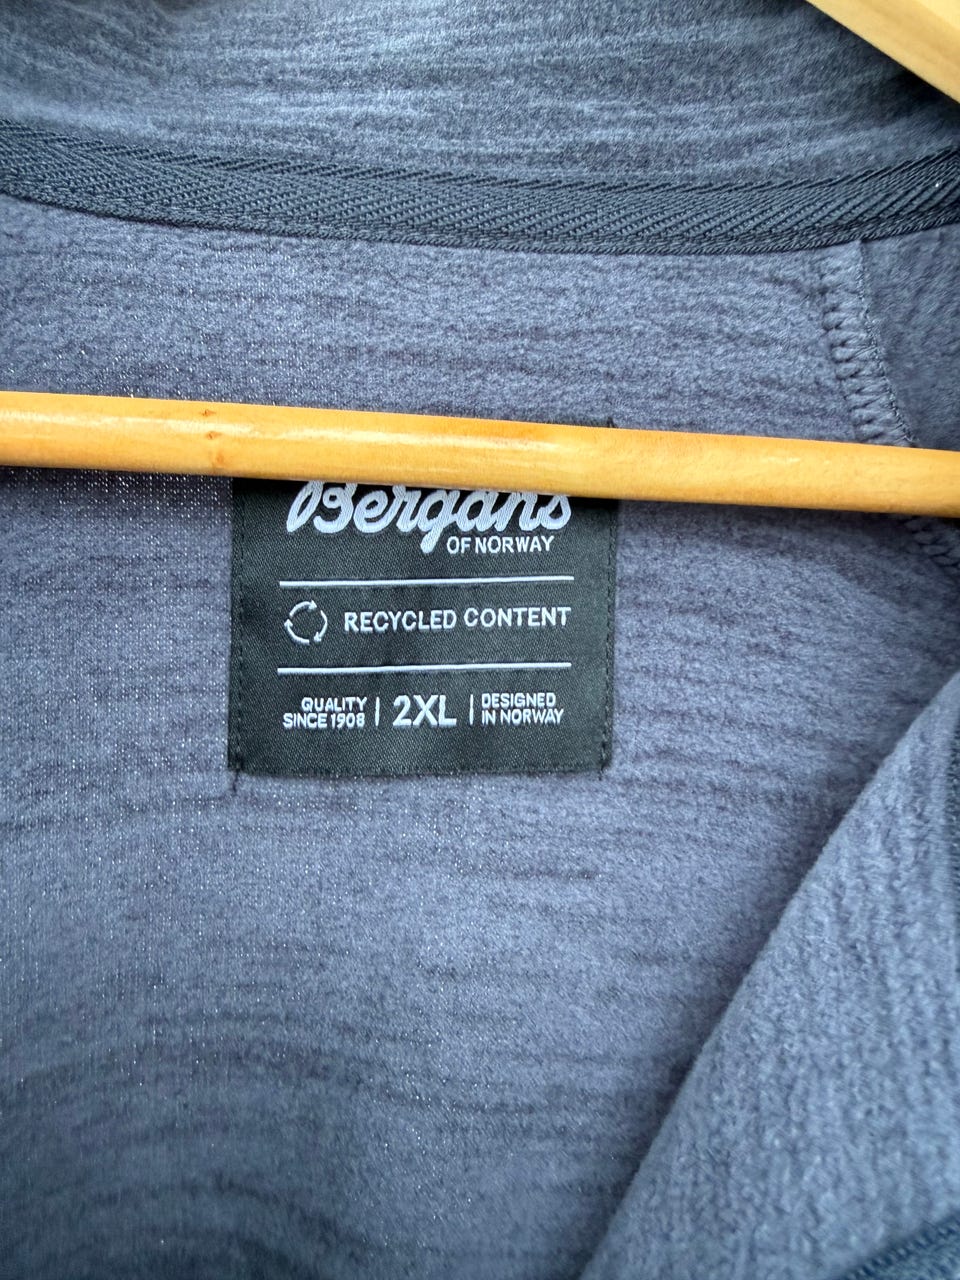 Bergans
OF NORWAY
RECYCLED CONTENT
QUALITY
SINCE 1908 | 2XL | DESIGNED
IN NORWAY